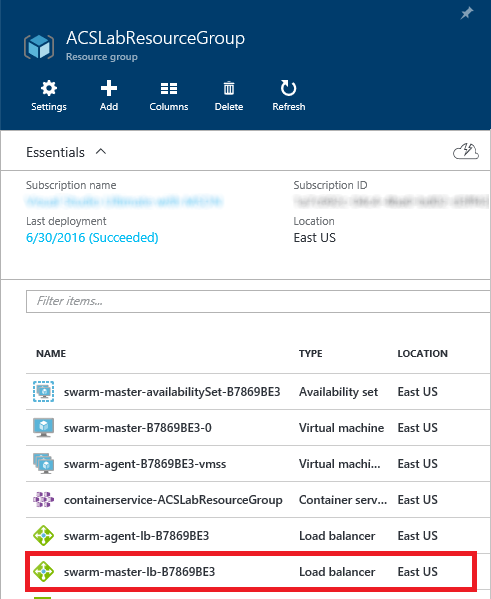 ACSLabResourceGroup
Resource group
Settings Add Columns Delete Refresh
Essentials
Subscription name Subscription ID
Last deployment Location
6/30/2016 (Succeeded) East US
Filter items...
NAME TYPE LOCATION
swarm-master-availabilitySet-B7869BE3 Availability set East US
swarm-master-B7869BE3-0 Virtual machine East US
swarm-agent-B7869BE3-vmss Virtual machi... East US
containerservice-ACSLabResourceGroup Container serv... East US
swarm-agent-lb-B7869BE3 Load balancer East US
swarm-master-lb-B7869BE3 Load balancer East US